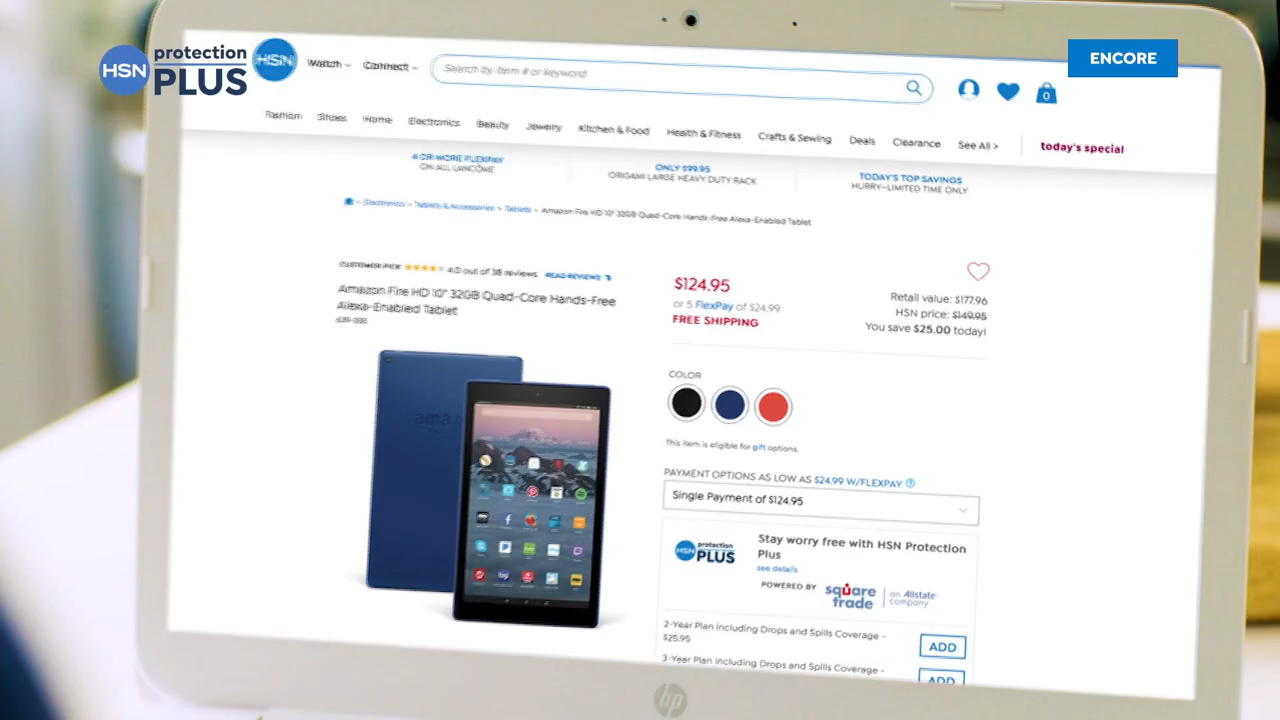 HSN protection PLUS
ENCORE
HSN Watch Connect Search by item # or keyword 0
Fashion Shoes Home Electronics Beauty Jewelry Kitchen & Food Health & Fitness Crafts & Sewing Deals Clearance See All > today's special
4 OR MORE FLEXPAY
ON ALL LANCOME
ONLY $99.95
ORIGAMI LARGE HEAVY DUTY RACK
TODAY'S TOP SAVINGS
HURRY–LIMITED TIME ONLY
> Electronics > Tablets & Accessories > Tablets > Amazon Fire HD 10" 32GB Quad-Core Hands-Free Alexa-Enabled Tablet
CUSTOMER PICK 4.0 out of 38 reviews READ REVIEWS
Amazon Fire HD 10" 32GB Quad-Core Hands-Free
Alexa-Enabled Tablet
$124.95
or 5 FlexPay of $24.99
FREE SHIPPING
Retail value: $177.96
HSN price: $149.95
You save $25.00 today!
COLOR
This item is eligible for gift options.
PAYMENT OPTIONS AS LOW AS $24.99 W/FLEXPAY ?
Single Payment of $124.95
HSN protection PLUS
Stay worry free with HSN Protection
Plus
see details
POWERED BY square trade | an Allstate company
2-Year Plan including Drops and Spills Coverage -
$25.95
ADD
3-Year Plan including Drops and Spills Coverage -
ADD
hp